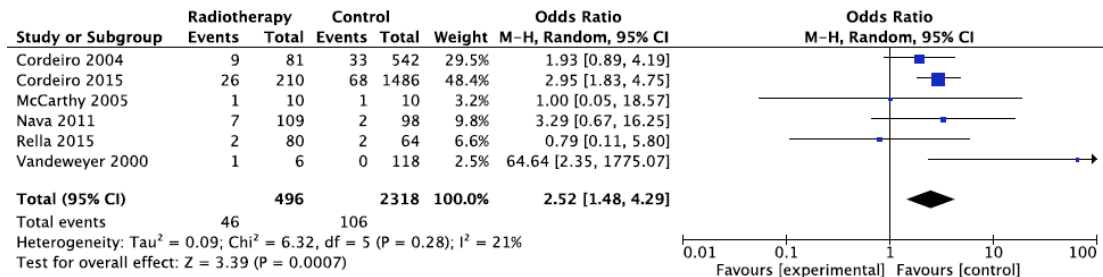 Radiotherapy Control Odds Ratio Odds Ratio
Study or Subgroup Events Total Events Total Weight M-H, Random, 95% CI M-H, Random, 95% CI
Cordeiro 2004 9 81 33 542 29.5% 1.93 [0.89, 4.19]
Cordeiro 2015 26 210 68 1486 48.4% 2.95 [1.83, 4.75]
McCarthy 2005 1 10 1 10 3.2% 1.00 [0.05, 18.57]
Nava 2011 7 109 2 98 9.8% 3.29 [0.67, 16.25]
Rella 2015 2 80 2 64 6.6% 0.79 [0.11, 5.80]
Vandeweyer 2000 1 6 0 118 2.5% 64.64 [2.35, 1775.07]
Total (95% CI) 496 2318 100.0% 2.52 [1.48, 4.29]
Total events 46 106
Heterogeneity: Tau² = 0.09; Chi² = 6.32, df = 5 (P = 0.28); I² = 21%
Test for overall effect: Z = 3.39 (P = 0.0007)
0.01 0.1 1 10 100
Favours [experimental] Favours [control]